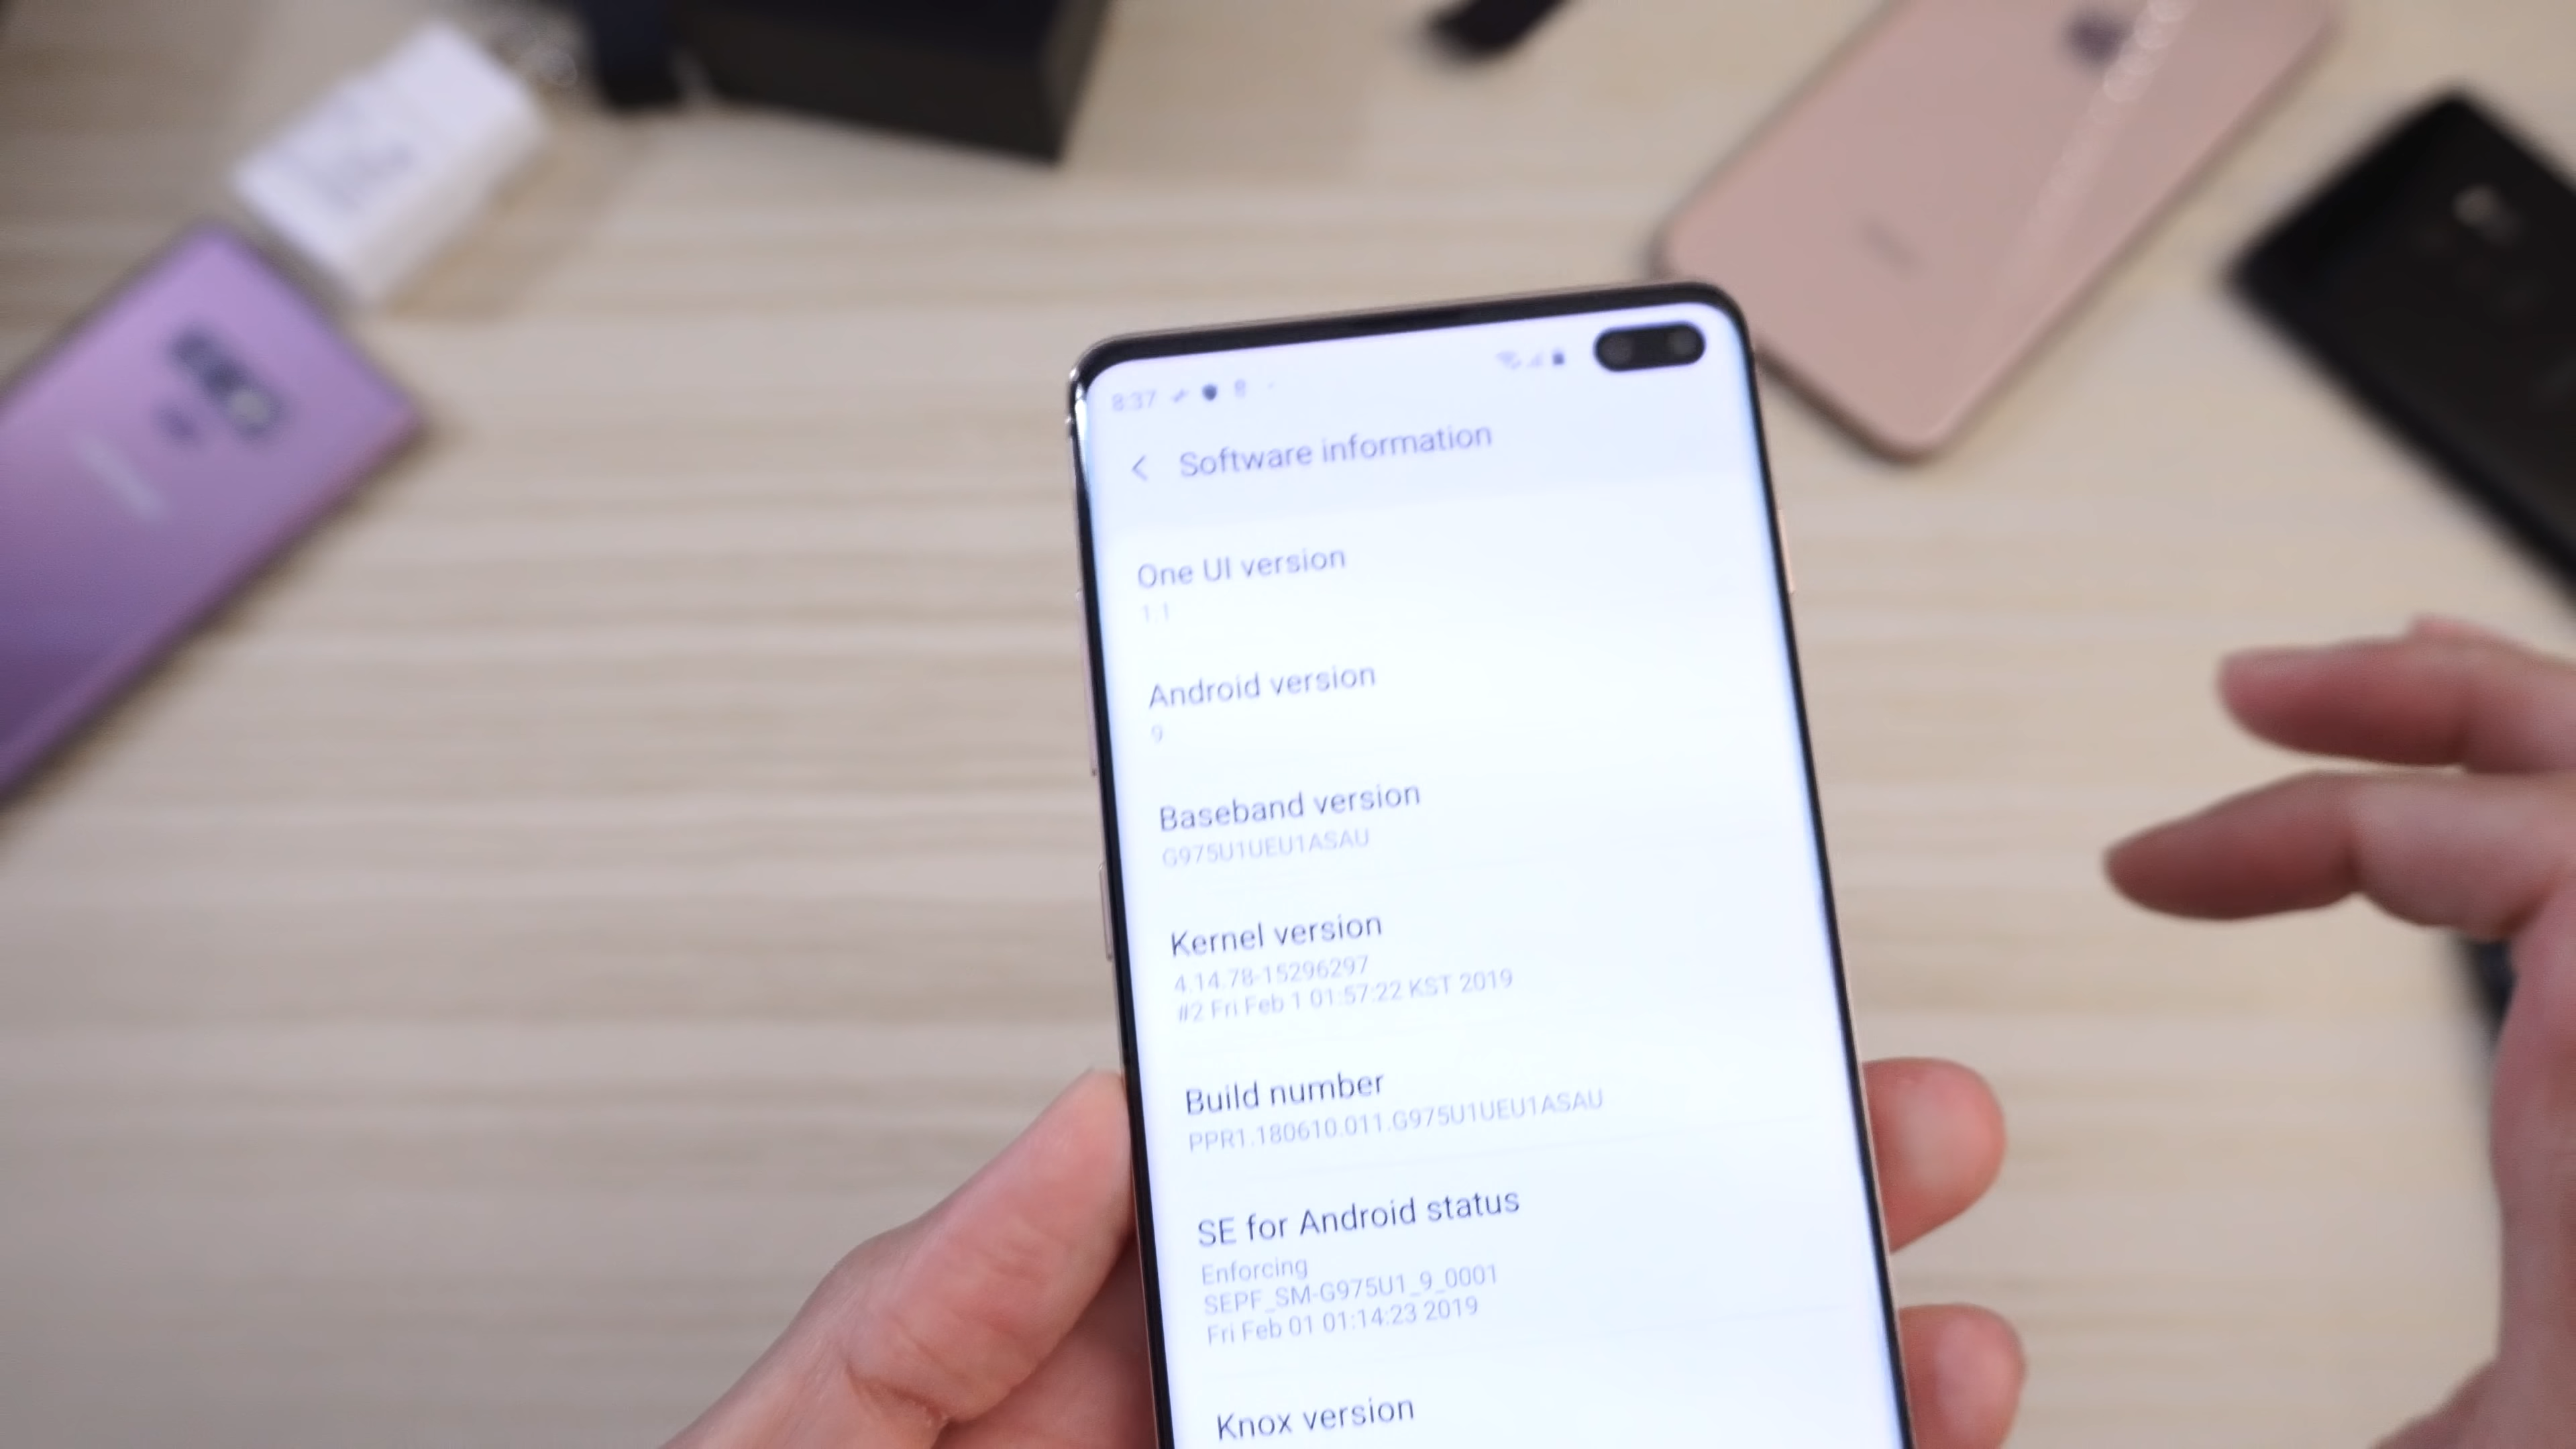 8:37
Software information
One UI version
1.1
Android version
9
Baseband version
G975U1UEU1ASAU
Kernel version
4.14.78-15296297
#2 Fri Feb 1 01:57:22 KST 2019
Build number
PPR1.180610.011.G975U1UEU1ASAU
SE for Android status
Enforcing
SEPF_SM-G975U1_9_0001
Fri Feb 01 01:14:23 2019
Knox version